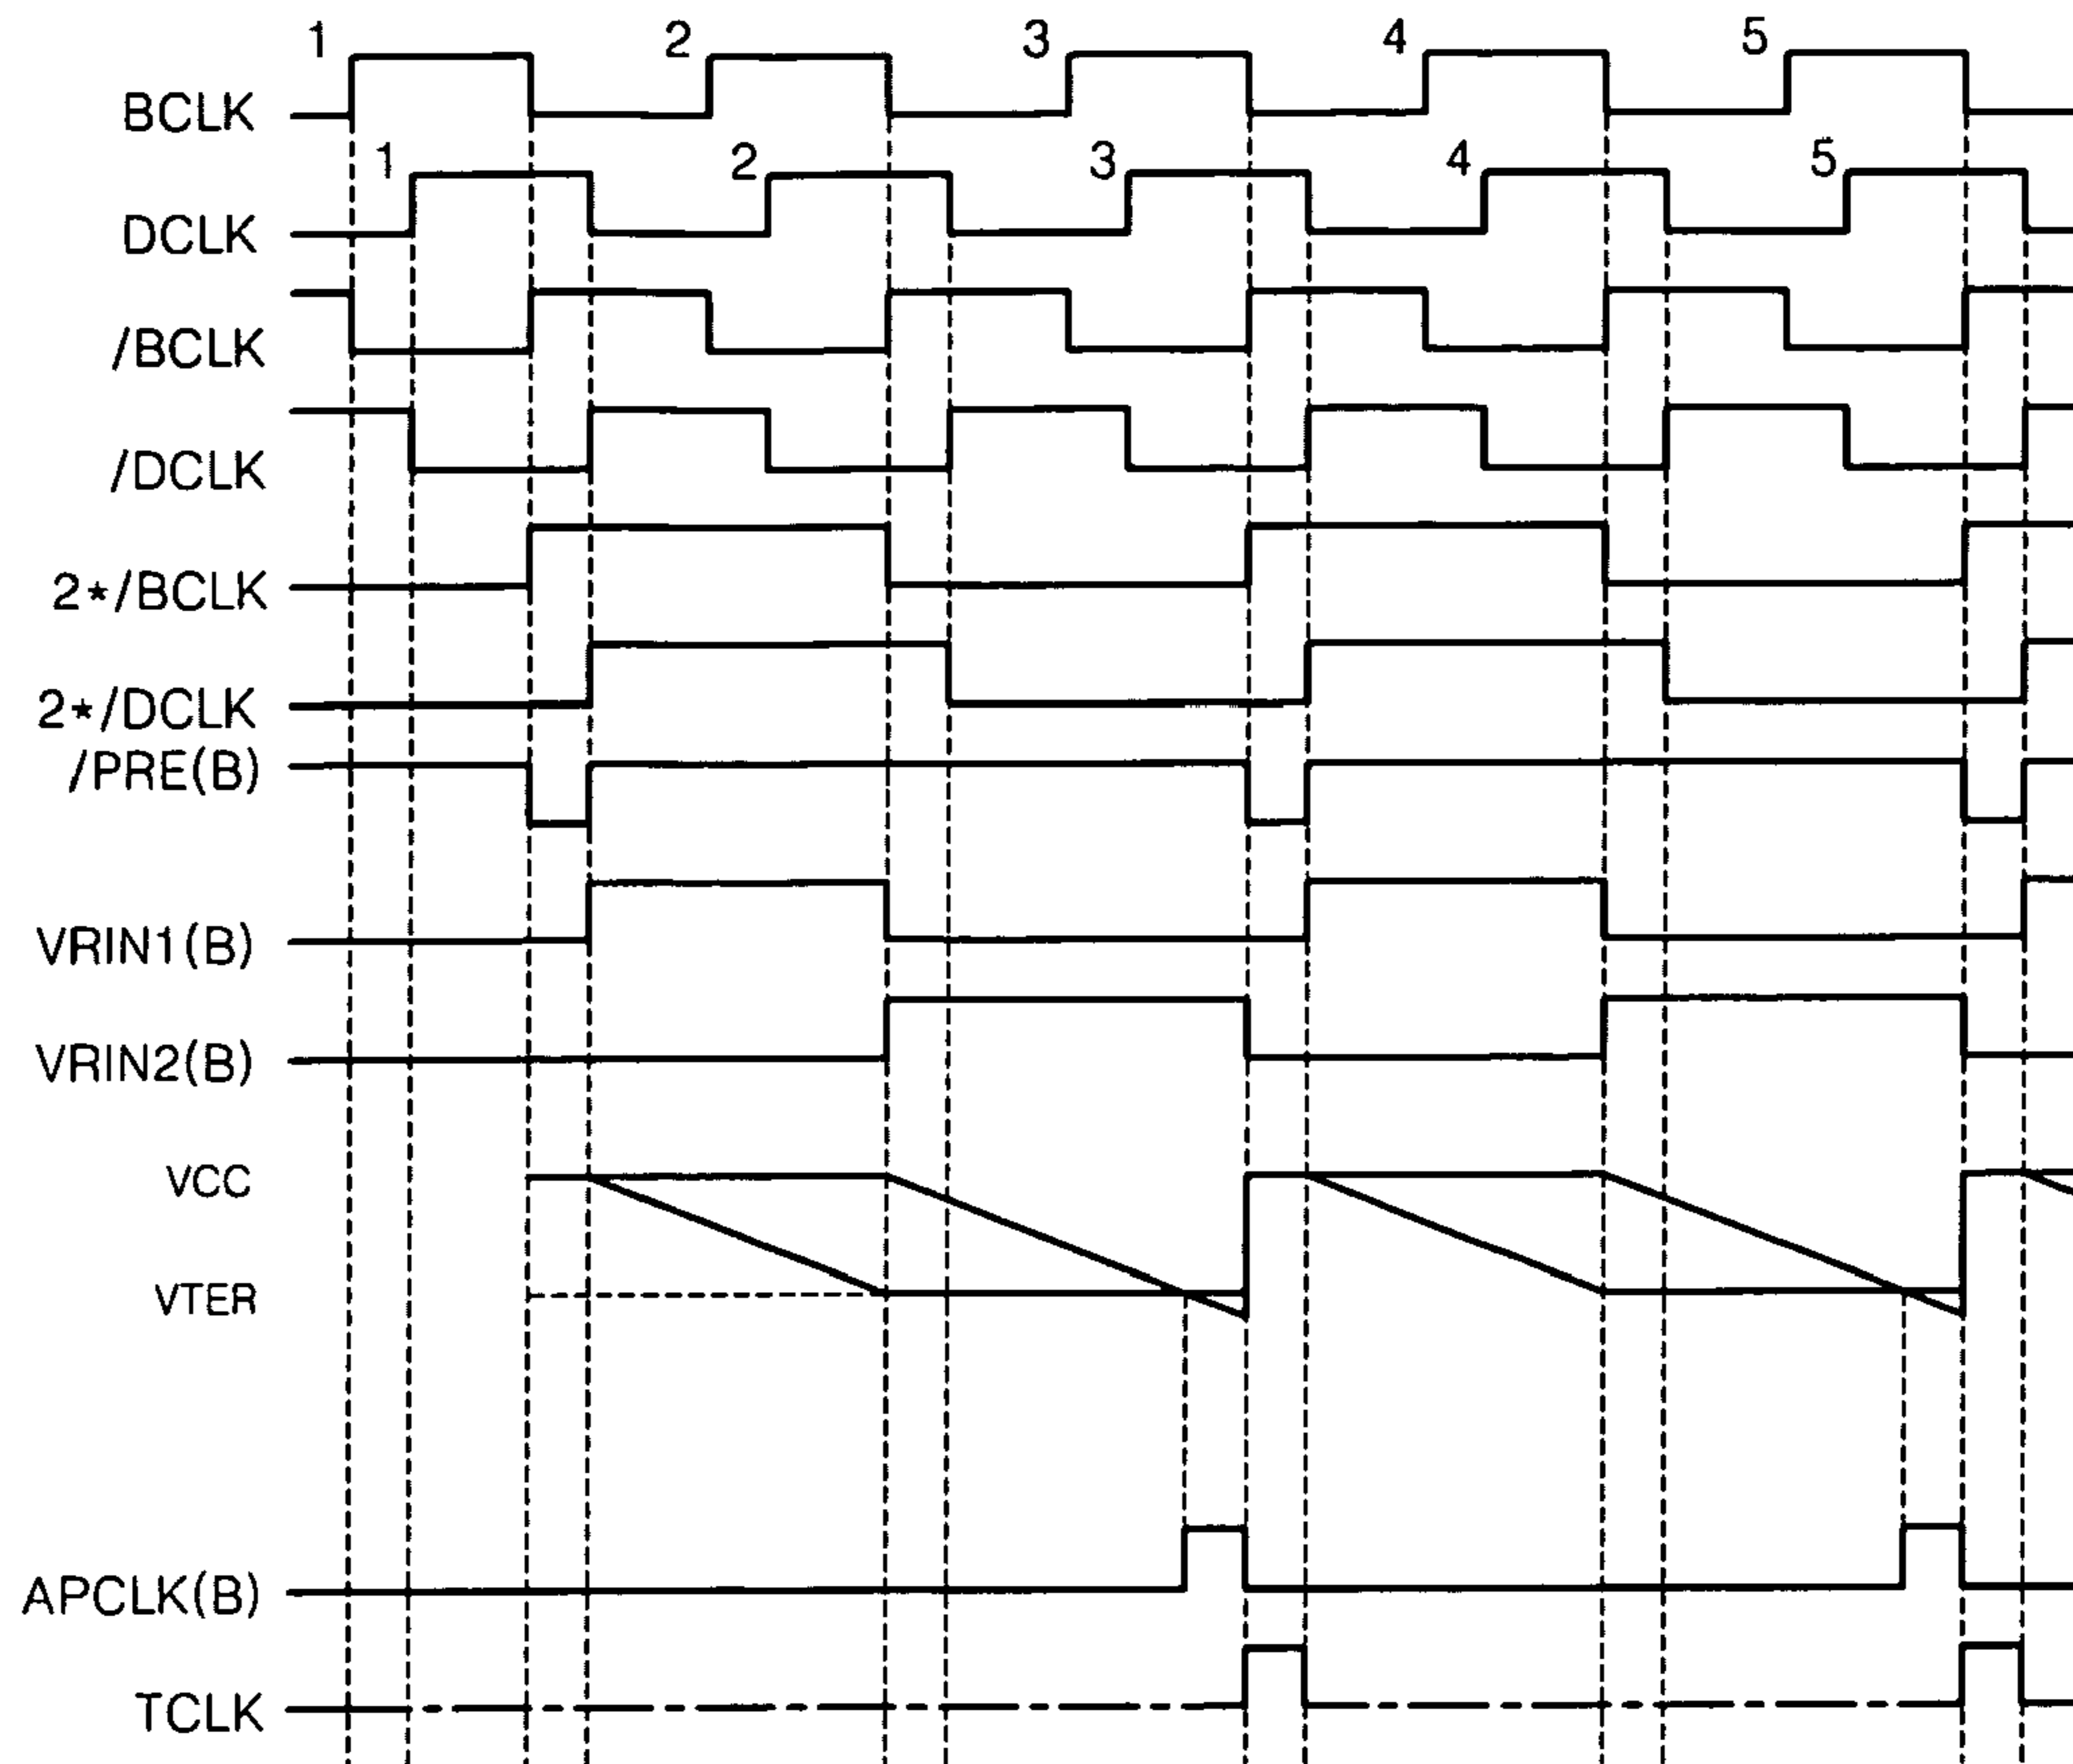 1 2 3 4 5
BCLK
1 2 3 4 5
DCLK
/BCLK
/DCLK
2*/BCLK
2*/DCLK
/PRE(B)
VRIN1(B)
VRIN2(B)
VCC
VTER
APCLK(B)
TCLK